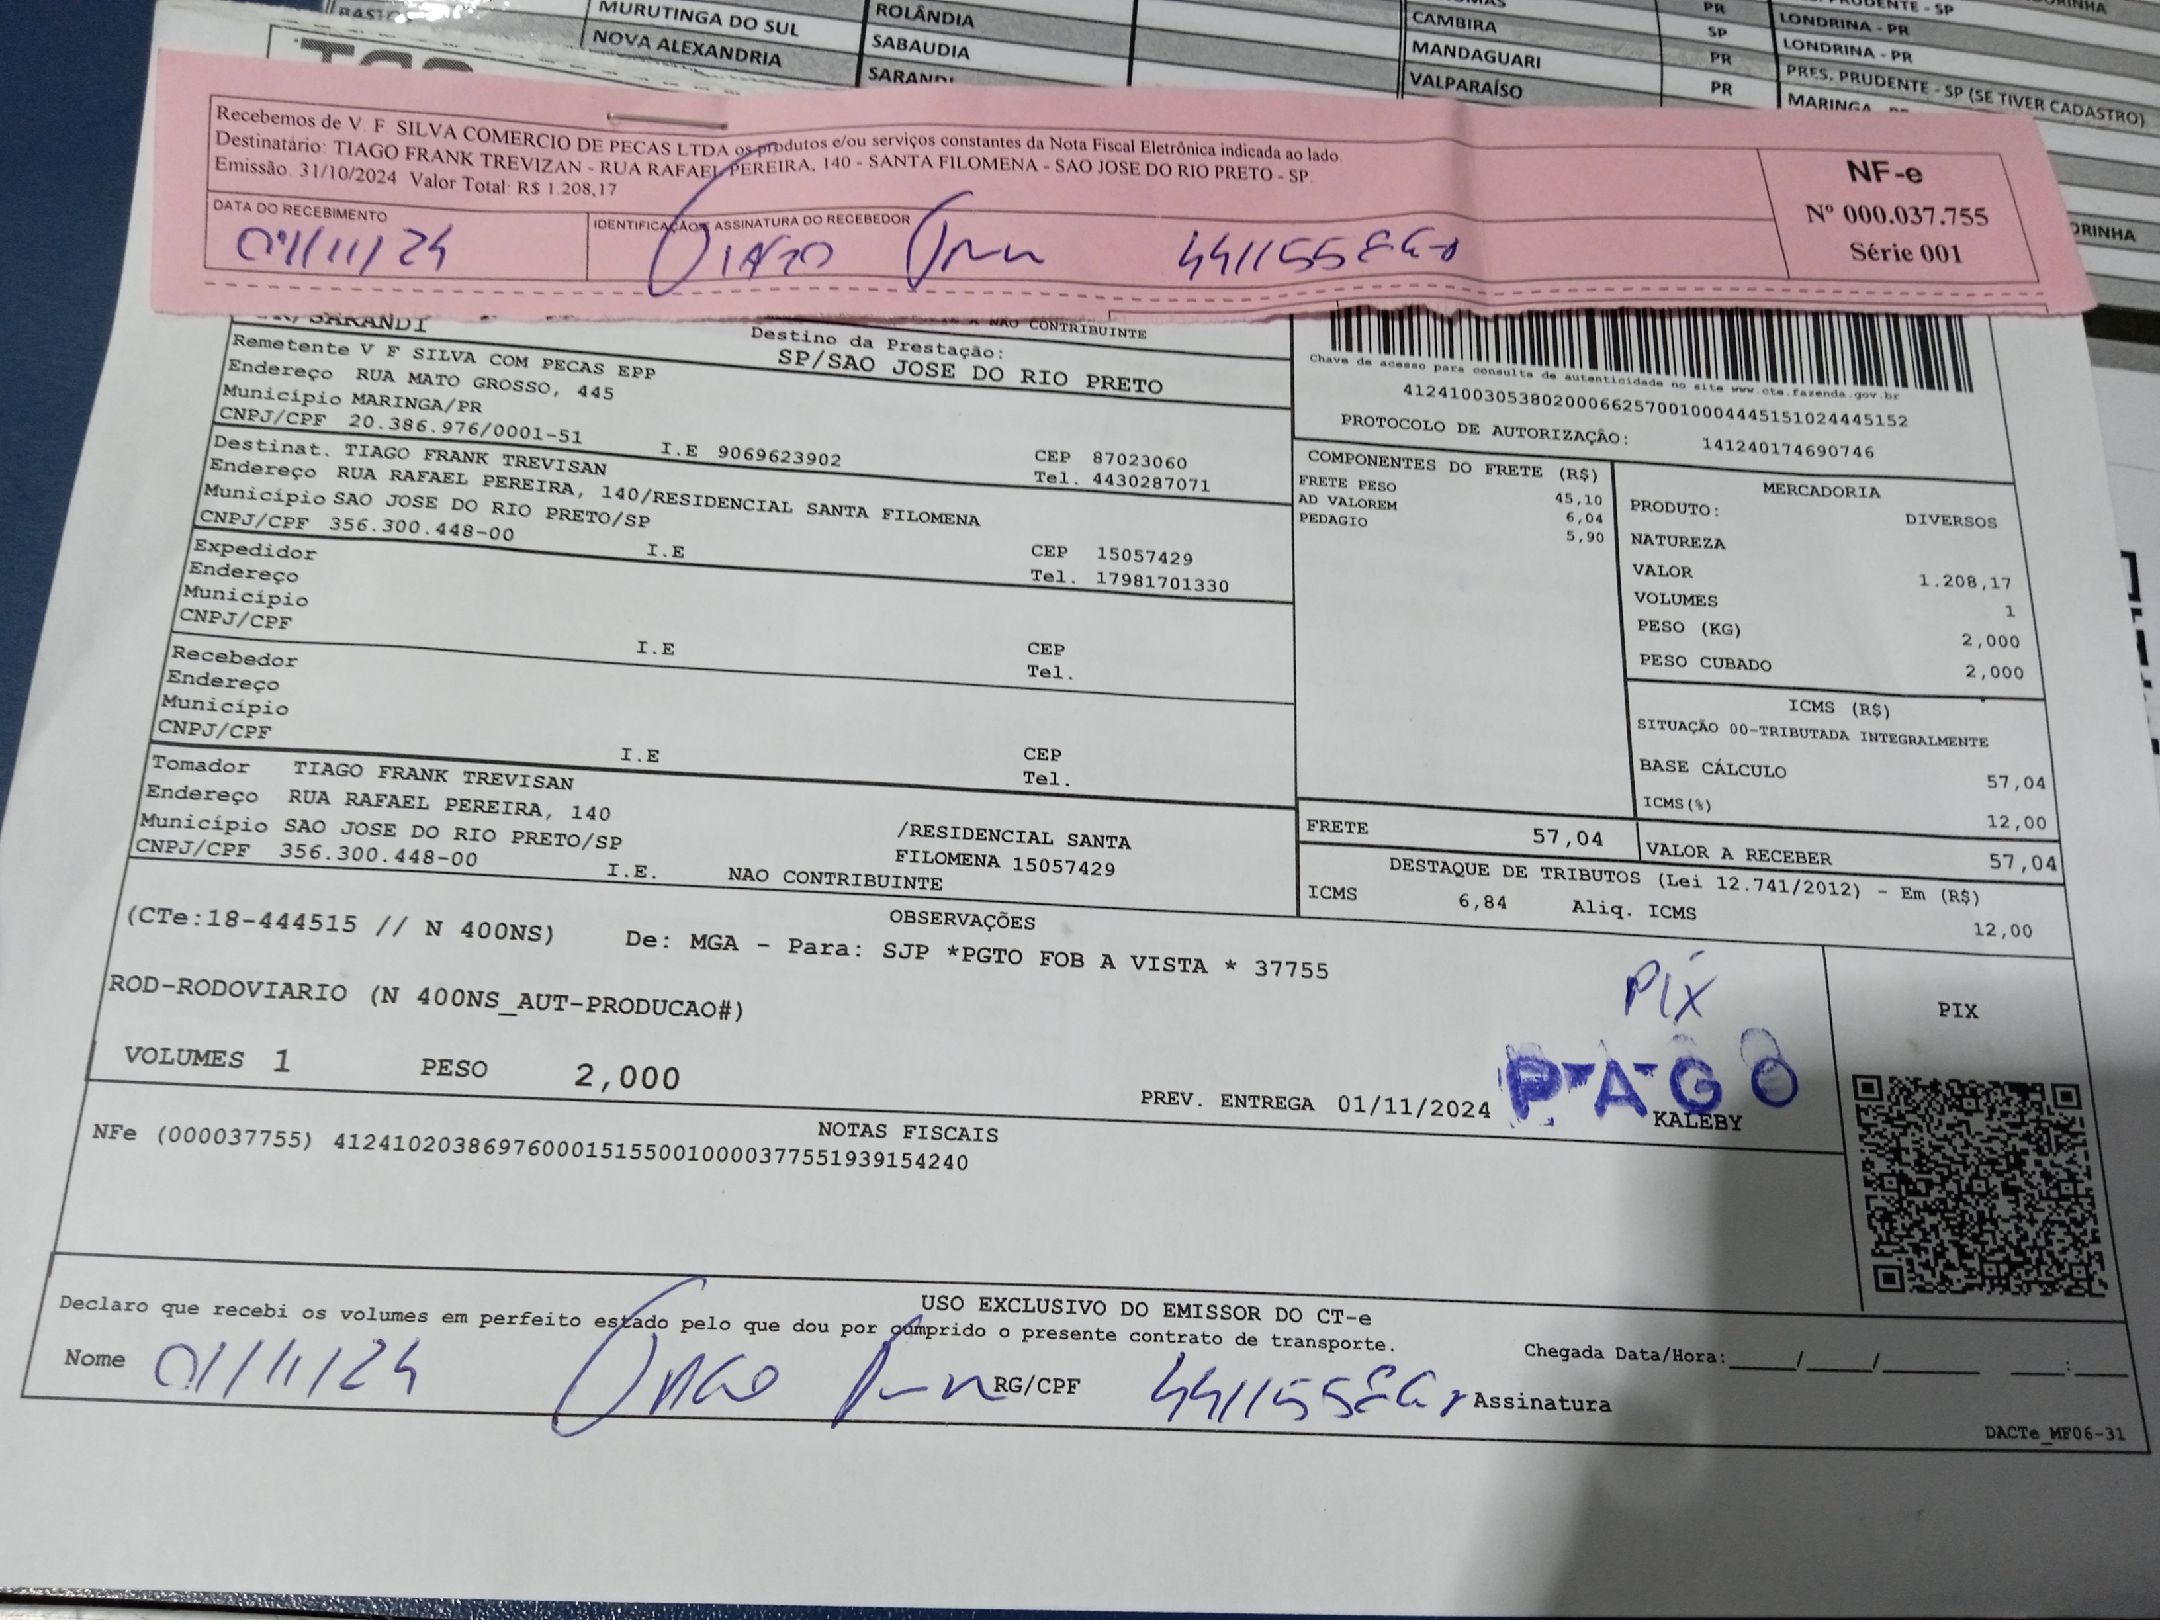 MURUTINGA DO SUL
NOVA ALEXANDRIA
ROLÂNDIA
SABAUDIA
CAMBIRA
MANDAGUARI
VALPARAÍSO
PR
SP
PR
PR
LONDRINA - PR
LONDRINA - PR
PRES. PRUDENTE - SP (SE TIVER CADASTRO)
Recebemos de V. F SILVA COMERCIO DE PECAS LTDA os produtos e/ou serviços constantes da Nota Fiscal Eletrônica indicada ao lado.
Destinatário: TIAGO FRANK TREVIZAN - RUA RAFAEL PEREIRA, 140 - SANTA FILOMENA - SAO JOSE DO RIO PRETO - SP.
Emissão. 31/10/2024 Valor Total: R$ 1.208,17
DATA DO RECEBIMENTO
01/11/24
IDENTIFICAÇÃO E ASSINATURA DO RECEBEDOR
NF-e
Nº 000.037.755
Série 001
PR/SARANDI
NAO CONTRIBUINTE
Destino da Prestação:
SP/SAO JOSE DO RIO PRETO
Remetente V F SILVA COM PECAS EPP
Endereço RUA MATO GROSSO, 445
Município MARINGA/PR
CNPJ/CPF 20.386.976/0001-51 I.E 9069623902
CEP 87023060
Tel. 4430287071
Destinat. TIAGO FRANK TREVISAN
Endereço RUA RAFAEL PEREIRA, 140/RESIDENCIAL SANTA FILOMENA
Município SAO JOSE DO RIO PRETO/SP
CNPJ/CPF 356.300.448-00 I.E
CEP 15057429
Tel. 17981701330
Expedidor
Endereço
Município
CNPJ/CPF I.E
CEP
Tel.
Recebedor
Endereço
Município
CNPJ/CPF I.E
CEP
Tel.
Tomador TIAGO FRANK TREVISAN
Endereço RUA RAFAEL PEREIRA, 140
Município SAO JOSE DO RIO PRETO/SP
CNPJ/CPF 356.300.448-00 I.E. NAO CONTRIBUINTE
/RESIDENCIAL SANTA
FILOMENA 15057429
Chave de acesso para consulta de autenticidade no site www.cte.fazenda.gov.br
41241003053802000662570010004445151024445152
PROTOCOLO DE AUTORIZAÇÃO: 141240174690746
COMPONENTES DO FRETE (R$)
FRETE PESO 45,10
AD VALOREM 6,04
PEDAGIO 5,90
MERCADORIA
PRODUTO: DIVERSOS
NATUREZA
VALOR 1.208,17
VOLUMES 1
PESO (KG) 2,000
PESO CUBADO 2,000
ICMS (R$)
SITUAÇÃO 00-TRIBUTADA INTEGRALMENTE
BASE CÁLCULO 57,04
ICMS(%) 12,00
FRETE 57,04
VALOR A RECEBER 57,04
DESTAQUE DE TRIBUTOS (Lei 12.741/2012) - Em (R$)
ICMS 6,84 Aliq. ICMS 12,00
OBSERVAÇÕES
(CTe:18-444515 // N 400NS) De: MGA - Para: SJP *PGTO FOB A VISTA * 37755
ROD-RODOVIARIO (N 400NS_AUT-PRODUCAO#)
PIX
PAGO
PIX
VOLUMES 1 PESO 2,000
PREV. ENTREGA 01/11/2024
KALEBY
NOTAS FISCAIS
NFe (000037755) 41241020386976000151550010000377551939154240
USO EXCLUSIVO DO EMISSOR DO CT-e
Declaro que recebi os volumes em perfeito estado pelo que dou por cumprido o presente contrato de transporte.
Chegada Data/Hora:_____/____/_______ ____:____
Nome 01/11/24
RG/CPF
Assinatura
DACTe_MF06-31